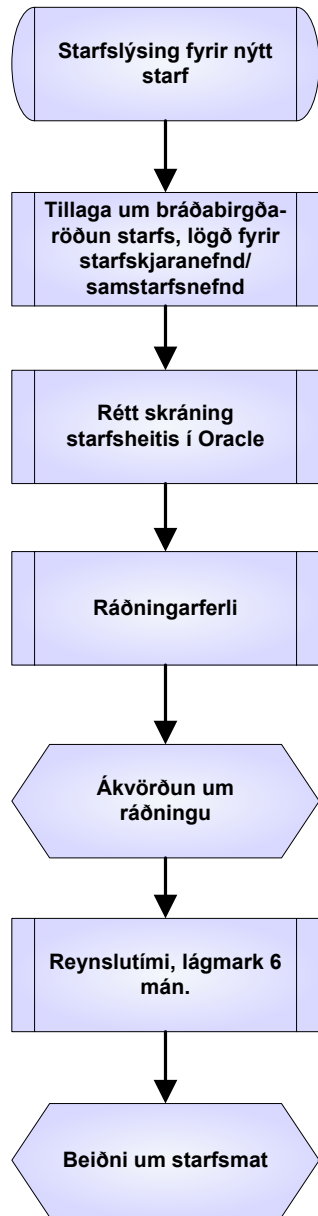 Starfslýsing fyrir nýtt
starf
Tillaga um bráðabirgða-
röðun starfs, lögð fyrir
starfskjaranefnd/
samstarfsnefnd
Rétt skráning
starfsheitis í Oracle
Ráðningarferli
Ákvörðun um
ráðningu
Reynslutími, lágmark 6
mán.
Beiðni um starfsmat